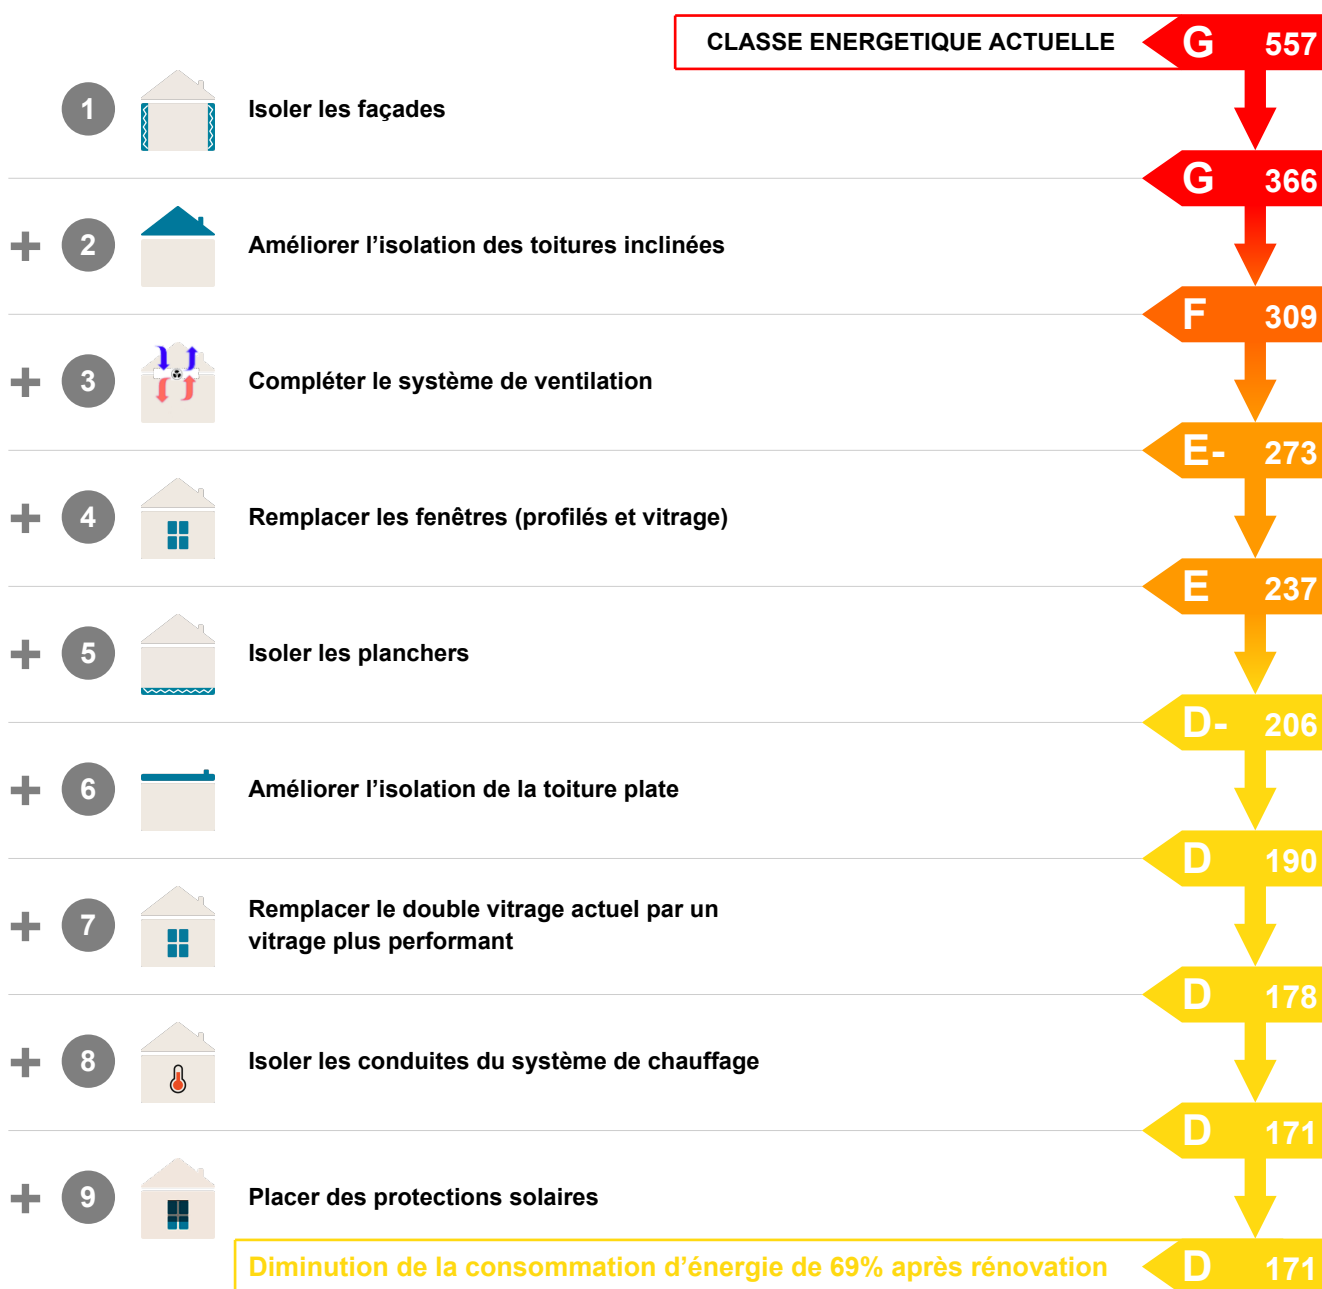 CLASSE ENERGETIQUE ACTUELLE G 557
1 Isoler les façades
G 366
+ 2 Améliorer l’isolation des toitures inclinées
F 309
+ 3 Compléter le système de ventilation
E- 273
+ 4 Remplacer les fenêtres (profilés et vitrage)
E 237
+ 5 Isoler les planchers
D- 206
+ 6 Améliorer l’isolation de la toiture plate
D 190
+ 7 Remplacer le double vitrage actuel par un
vitrage plus performant
D 178
+ 8 Isoler les conduites du système de chauffage
D 171
+ 9 Placer des protections solaires
Diminution de la consommation d’énergie de 69% après rénovation D 171